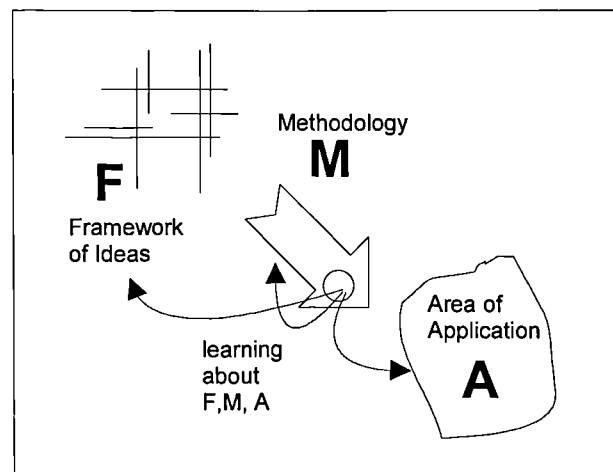 Methodology
M
F
Framework
of Ideas
learning
about
F,M, A
Area of
Application
A